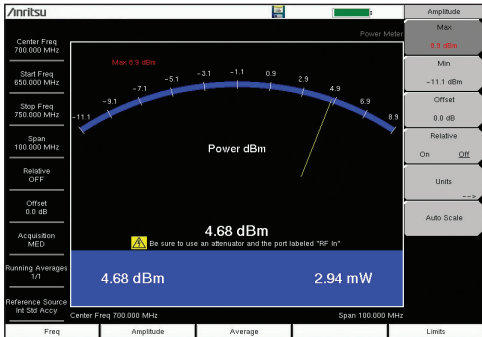 Anritsu
Amplitude
Power Meter
Center Freq
700.000 MHz
Start Freq
650.000 MHz
Stop Freq
750.000 MHz
Span
100.000 MHz
Relative
OFF
Offset
0.0 dB
Acquisition
MED
Running Averages
1/1
Reference Source
Int Std Accy
Max 8.9 dBm
-11.1
-9.1
-7.1
-5.1
-3.1
-1.1
0.9
2.9
4.9
6.9
8.9
Power dBm
4.68 dBm
Be sure to use an attenuator and the port labeled "RF In"
4.68 dBm
2.94 mW
Center Freq 700.000 MHz
Span 100.000 MHz
Max
8.9 dBm
Min
-11.1 dBm
Offset
0.0 dB
Relative
On Off
Units
-->
Auto Scale
Freq
Amplitude
Average
Limits